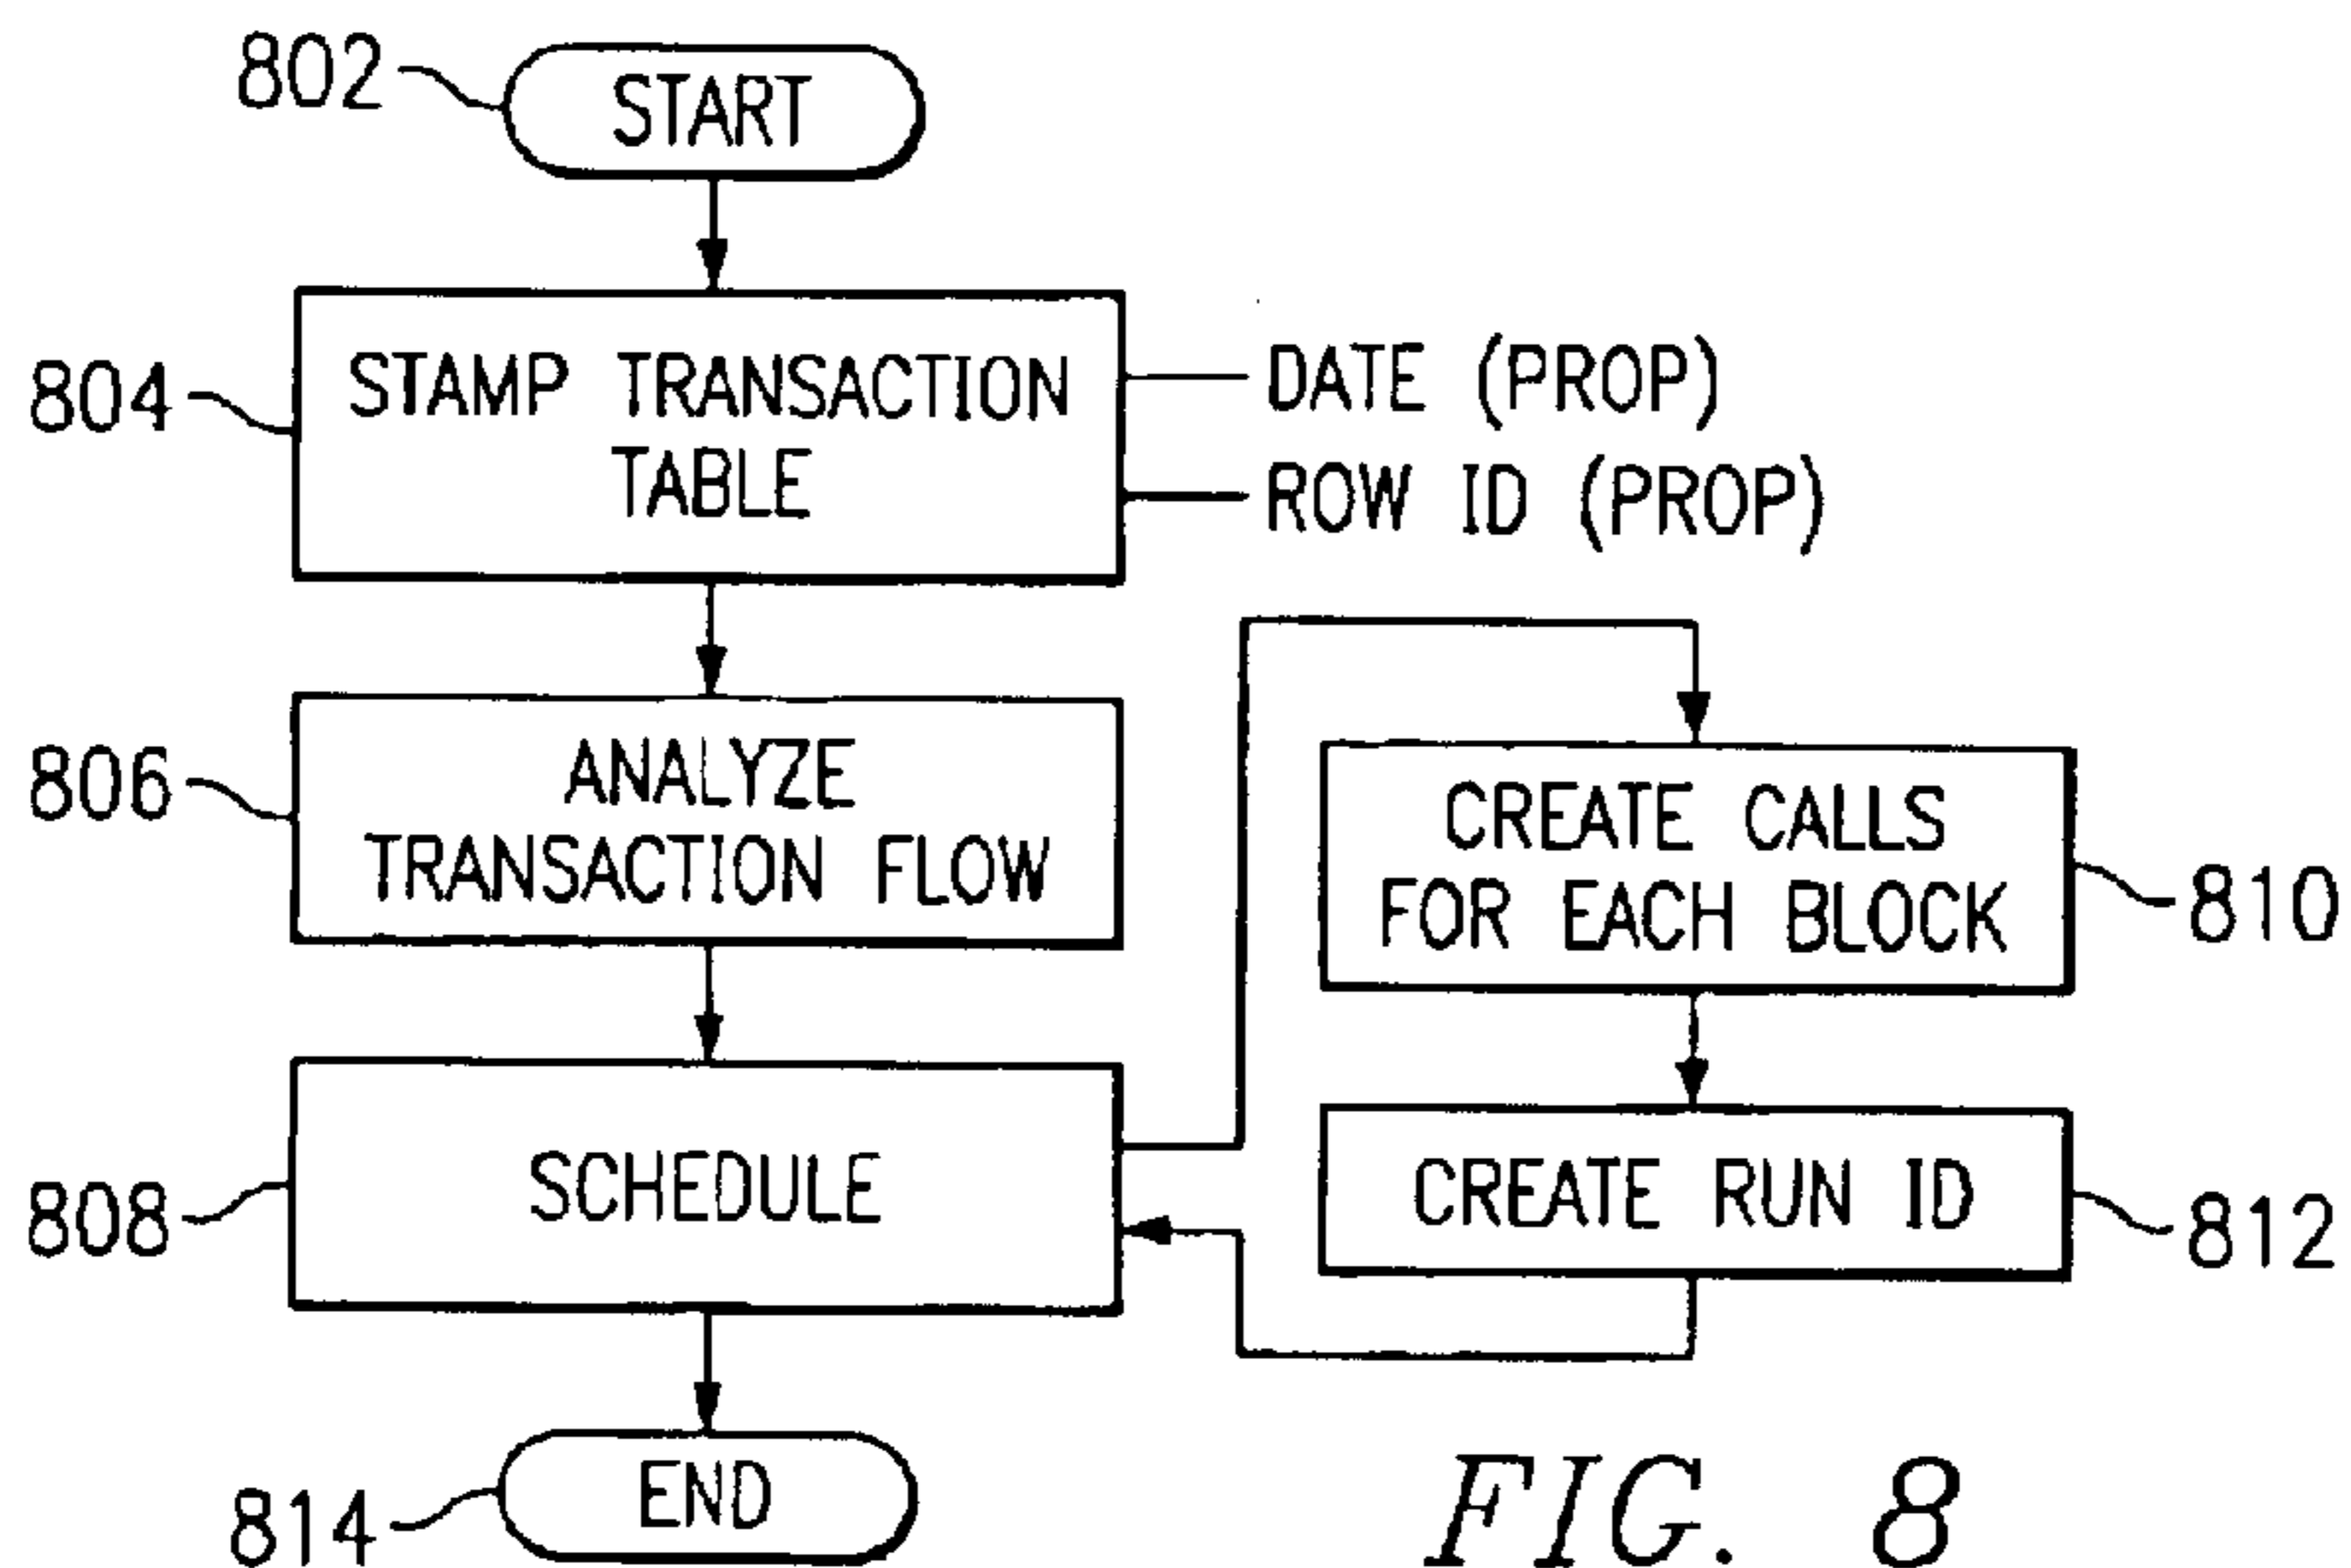 802
START
804
STAMP TRANSACTION
TABLE
DATE (PROP)
ROW ID (PROP)
806
ANALYZE
TRANSACTION FLOW
808
SCHEDULE
CREATE CALLS
FOR EACH BLOCK
810
CREATE RUN ID
812
814
END
FIG. 8